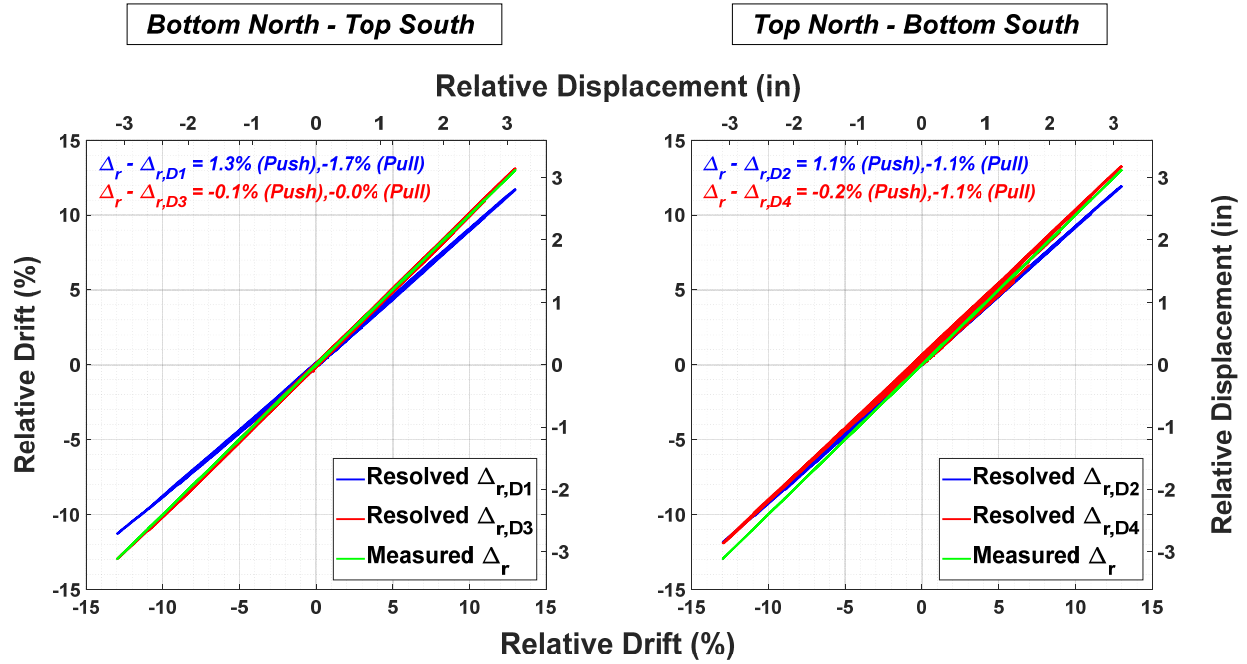 Bottom North - Top South
Top North - Bottom South
Relative Displacement (in)
-3 -2 -1 0 1 2 3
-3 -2 -1 0 1 2 3
Δr - Δr,D1 = 1.3% (Push),-1.7% (Pull)
Δr - Δr,D3 = -0.1% (Push),-0.0% (Pull)
Δr - Δr,D2 = 1.1% (Push),-1.1% (Pull)
Δr - Δr,D4 = -0.2% (Push),-1.1% (Pull)
Relative Drift (%)
15
10
5
0
-5
-10
-15
3
2
1
0
-1
-2
-3
15
10
5
0
-5
-10
-15
3
2
1
0
-1
-2
-3
Relative Displacement (in)
Resolved Δr,D1
Resolved Δr,D3
Measured Δr
Resolved Δr,D2
Resolved Δr,D4
Measured Δr
-15 -10 -5 0 5 10 15
-15 -10 -5 0 5 10 15
Relative Drift (%)